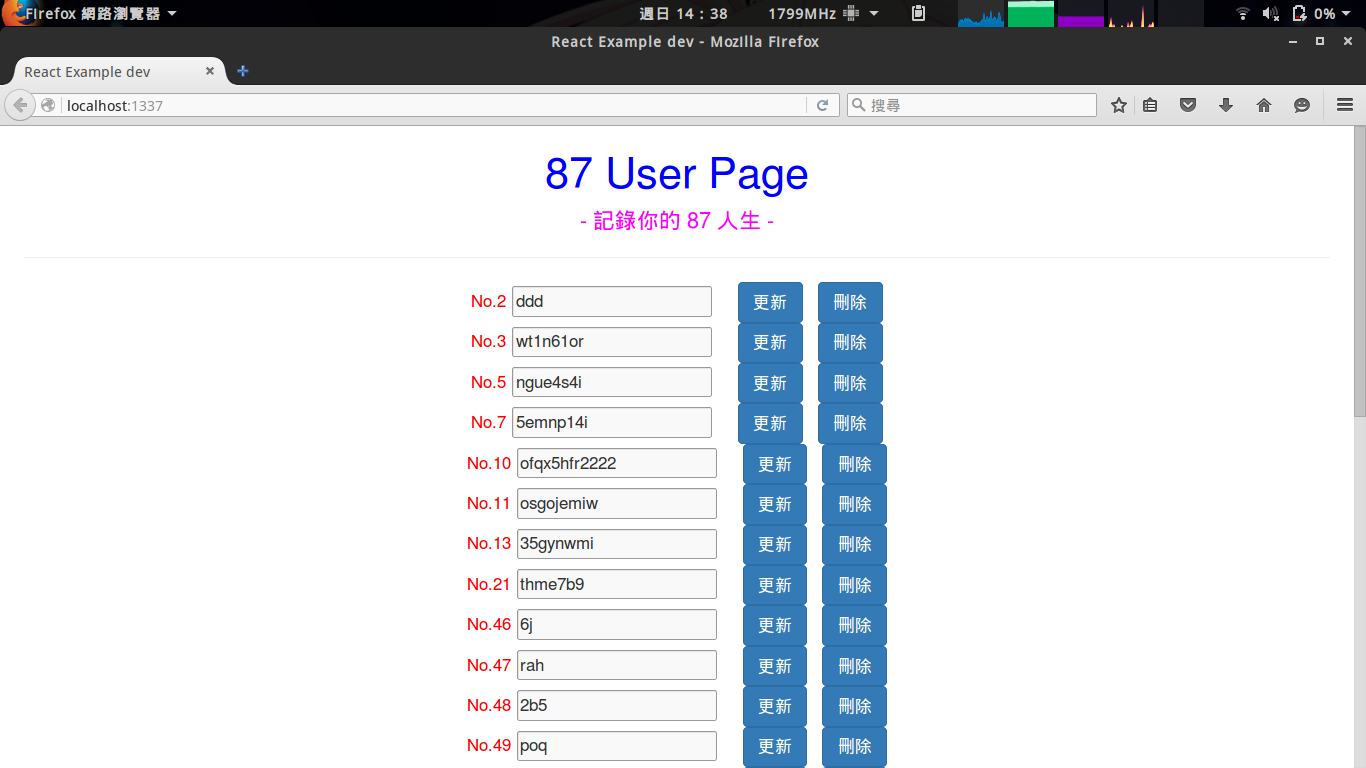 Firefox 網路瀏覽器 週日 14：38 1799MHz 0%
React Example dev - Mozilla Firefox
React Example dev
localhost:1337 搜尋
87 User Page
- 記錄你的 87 人生 -
No.2 ddd 更新 刪除
No.3 wt1n61or 更新 刪除
No.5 ngue4s4i 更新 刪除
No.7 5emnp14i 更新 刪除
No.10 ofqx5hfr2222 更新 刪除
No.11 osgojemiw 更新 刪除
No.13 35gynwmi 更新 刪除
No.21 thme7b9 更新 刪除
No.46 6j 更新 刪除
No.47 rah 更新 刪除
No.48 2b5 更新 刪除
No.49 poq 更新 刪除